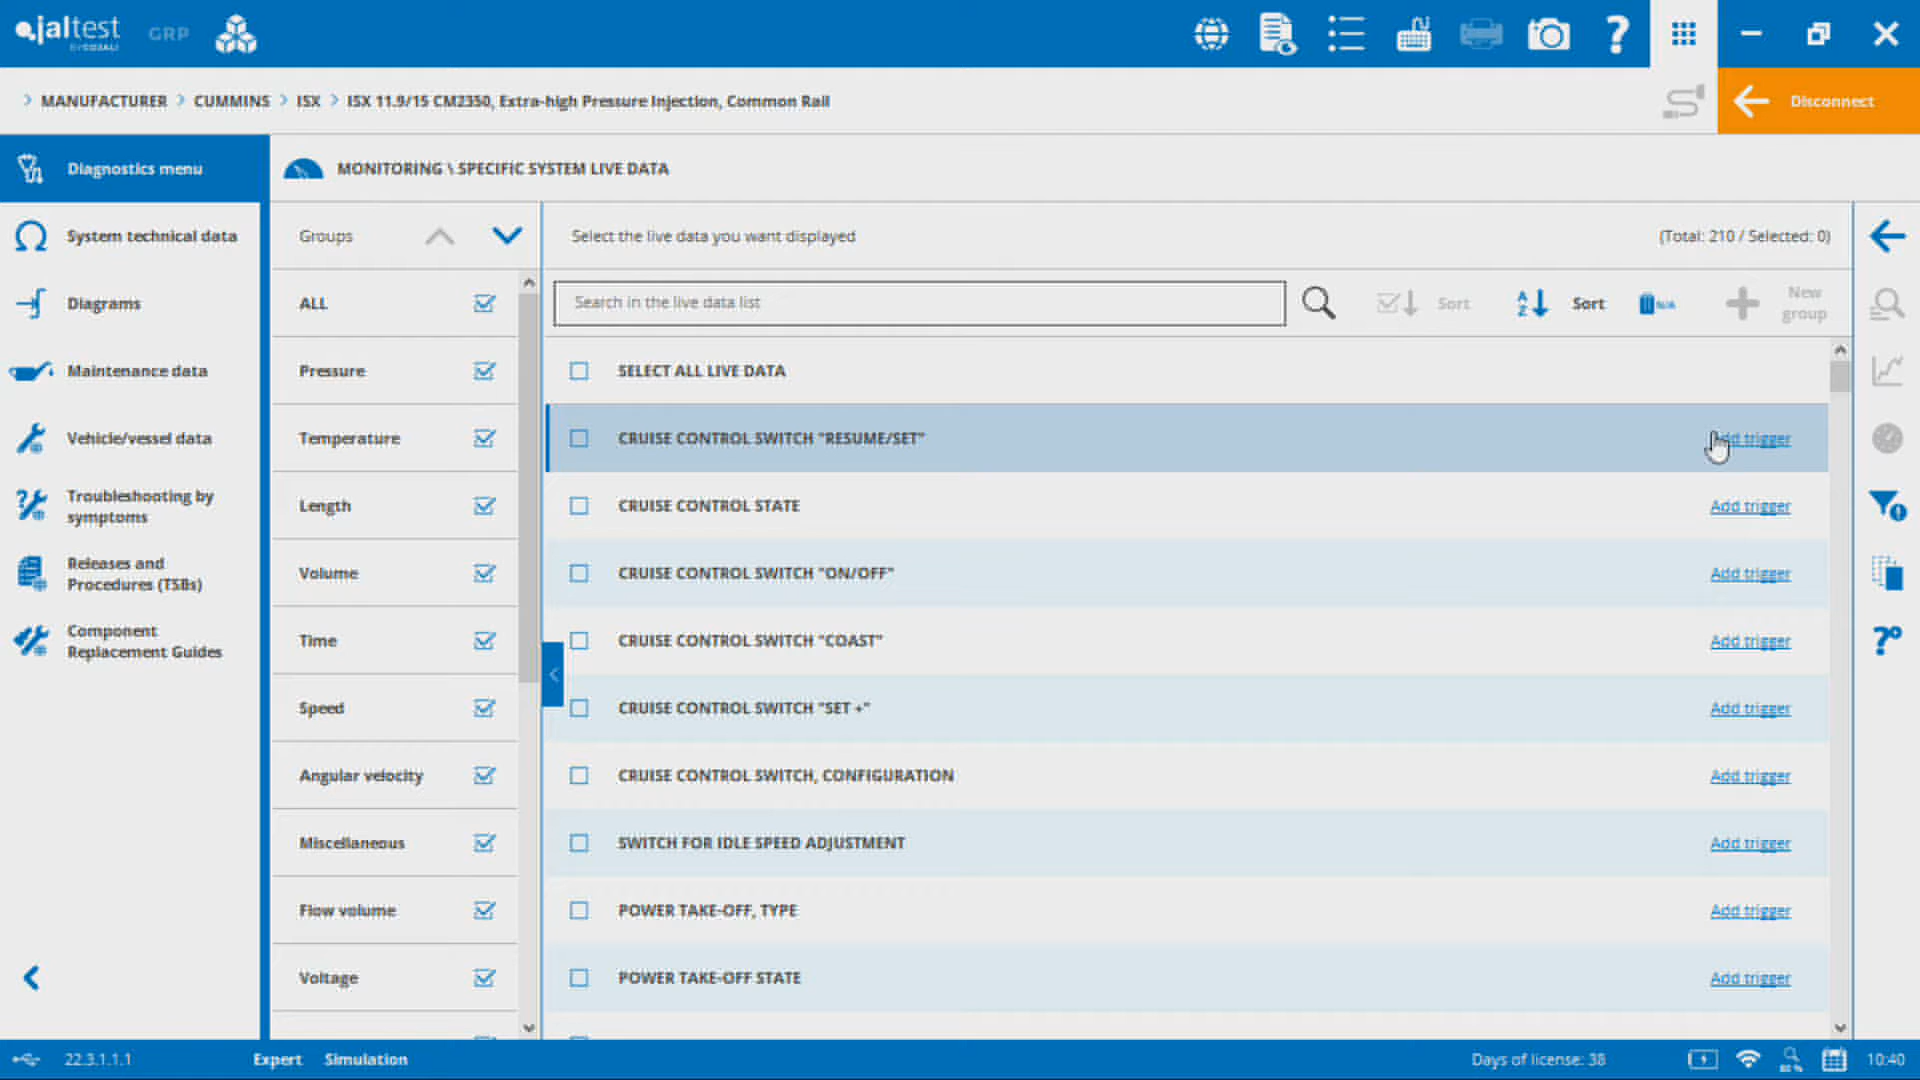 jaltest
BY COJALI
GRP
> MANUFACTURER > CUMMINS > ISX > ISX 11.9/15 CM2350, Extra-high Pressure Injection, Common Rail
Disconnect
Diagnostics menu
MONITORING \ SPECIFIC SYSTEM LIVE DATA
System technical data
Diagrams
Maintenance data
Vehicle/vessel data
Troubleshooting by
symptoms
Releases and
Procedures (TSBs)
Component
Replacement Guides
Groups
ALL
Pressure
Temperature
Length
Volume
Time
Speed
Angular velocity
Miscellaneous
Flow volume
Voltage
Select the live data you want displayed
(Total: 210 / Selected: 0)
Search in the live data list
Sort
A
Z
Sort
N/A
New
group
SELECT ALL LIVE DATA
CRUISE CONTROL SWITCH "RESUME/SET" Add trigger
CRUISE CONTROL STATE Add trigger
CRUISE CONTROL SWITCH "ON/OFF" Add trigger
CRUISE CONTROL SWITCH "COAST" Add trigger
CRUISE CONTROL SWITCH "SET +" Add trigger
CRUISE CONTROL SWITCH, CONFIGURATION Add trigger
SWITCH FOR IDLE SPEED ADJUSTMENT Add trigger
POWER TAKE-OFF, TYPE Add trigger
POWER TAKE-OFF STATE Add trigger
22.3.1.1.1
Expert
Simulation
Days of license: 38
80 %
10:40